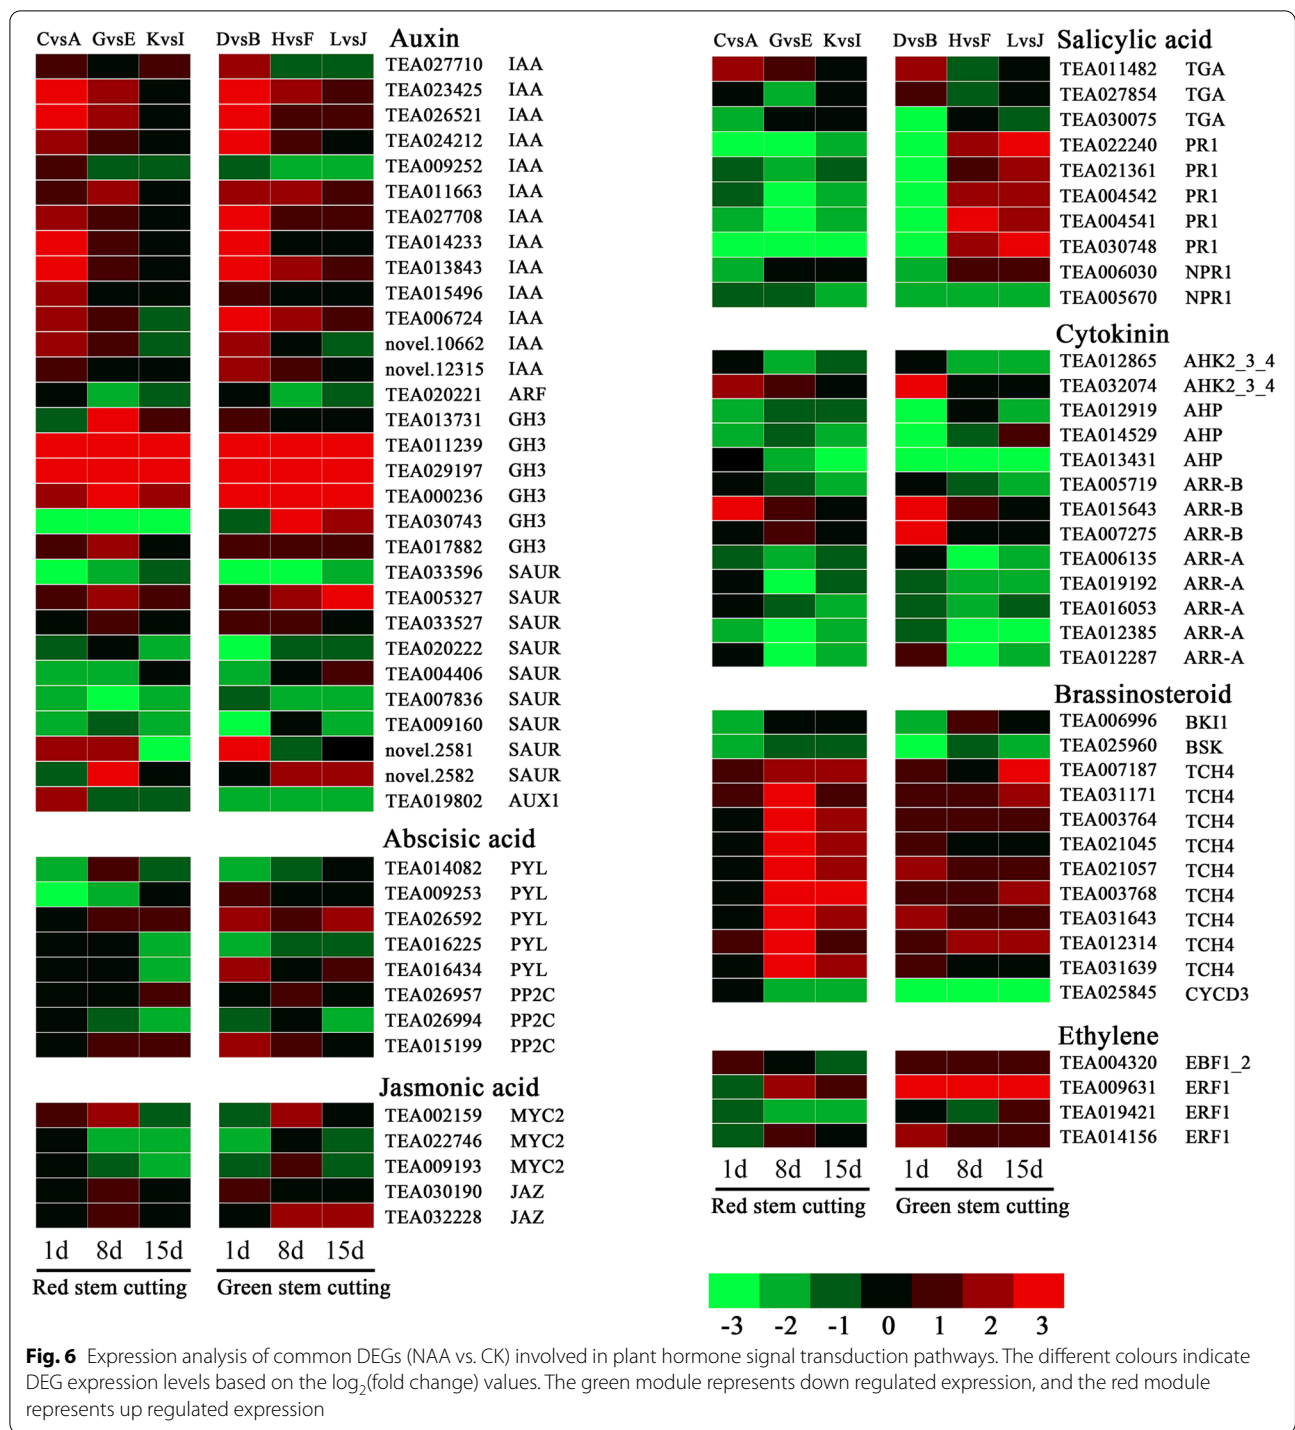 CvsA GvsE KvsI DvsB HvsF LvsJ Auxin
TEA027710 IAA
TEA023425 IAA
TEA026521 IAA
TEA024212 IAA
TEA009252 IAA
TEA011663 IAA
TEA027708 IAA
TEA014233 IAA
TEA013843 IAA
TEA015496 IAA
TEA006724 IAA
novel.10662 IAA
novel.12315 IAA
TEA020221 ARF
TEA013731 GH3
TEA011239 GH3
TEA029197 GH3
TEA000236 GH3
TEA030743 GH3
TEA017882 GH3
TEA033596 SAUR
TEA005327 SAUR
TEA033527 SAUR
TEA020222 SAUR
TEA004406 SAUR
TEA007836 SAUR
TEA009160 SAUR
novel.2581 SAUR
novel.2582 SAUR
TEA019802 AUX1
Abscisic acid
TEA014082 PYL
TEA009253 PYL
TEA026592 PYL
TEA016225 PYL
TEA016434 PYL
TEA026957 PP2C
TEA026994 PP2C
TEA015199 PP2C
Jasmonic acid
TEA002159 MYC2
TEA022746 MYC2
TEA009193 MYC2
TEA030190 JAZ
TEA032228 JAZ
1d 8d 15d 1d 8d 15d
Red stem cutting Green stem cutting
CvsA GvsE KvsI DvsB HvsF LvsJ Salicylic acid
TEA011482 TGA
TEA027854 TGA
TEA030075 TGA
TEA022240 PR1
TEA021361 PR1
TEA004542 PR1
TEA004541 PR1
TEA030748 PR1
TEA006030 NPR1
TEA005670 NPR1
Cytokinin
TEA012865 AHK2_3_4
TEA032074 AHK2_3_4
TEA012919 AHP
TEA014529 AHP
TEA013431 AHP
TEA005719 ARR-B
TEA015643 ARR-B
TEA007275 ARR-B
TEA006135 ARR-A
TEA019192 ARR-A
TEA016053 ARR-A
TEA012385 ARR-A
TEA012287 ARR-A
Brassinosteroid
TEA006996 BKI1
TEA025960 BSK
TEA007187 TCH4
TEA031171 TCH4
TEA003764 TCH4
TEA021045 TCH4
TEA021057 TCH4
TEA003768 TCH4
TEA031643 TCH4
TEA012314 TCH4
TEA031639 TCH4
TEA025845 CYCD3
Ethylene
TEA004320 EBF1_2
TEA009631 ERF1
TEA019421 ERF1
TEA014156 ERF1
1d 8d 15d 1d 8d 15d
Red stem cutting Green stem cutting
-3 -2 -1 0 1 2 3
Fig. 6 Expression analysis of common DEGs (NAA vs. CK) involved in plant hormone signal transduction pathways. The different colours indicate
DEG expression levels based on the log2(fold change) values. The green module represents down regulated expression, and the red module
represents up regulated expression